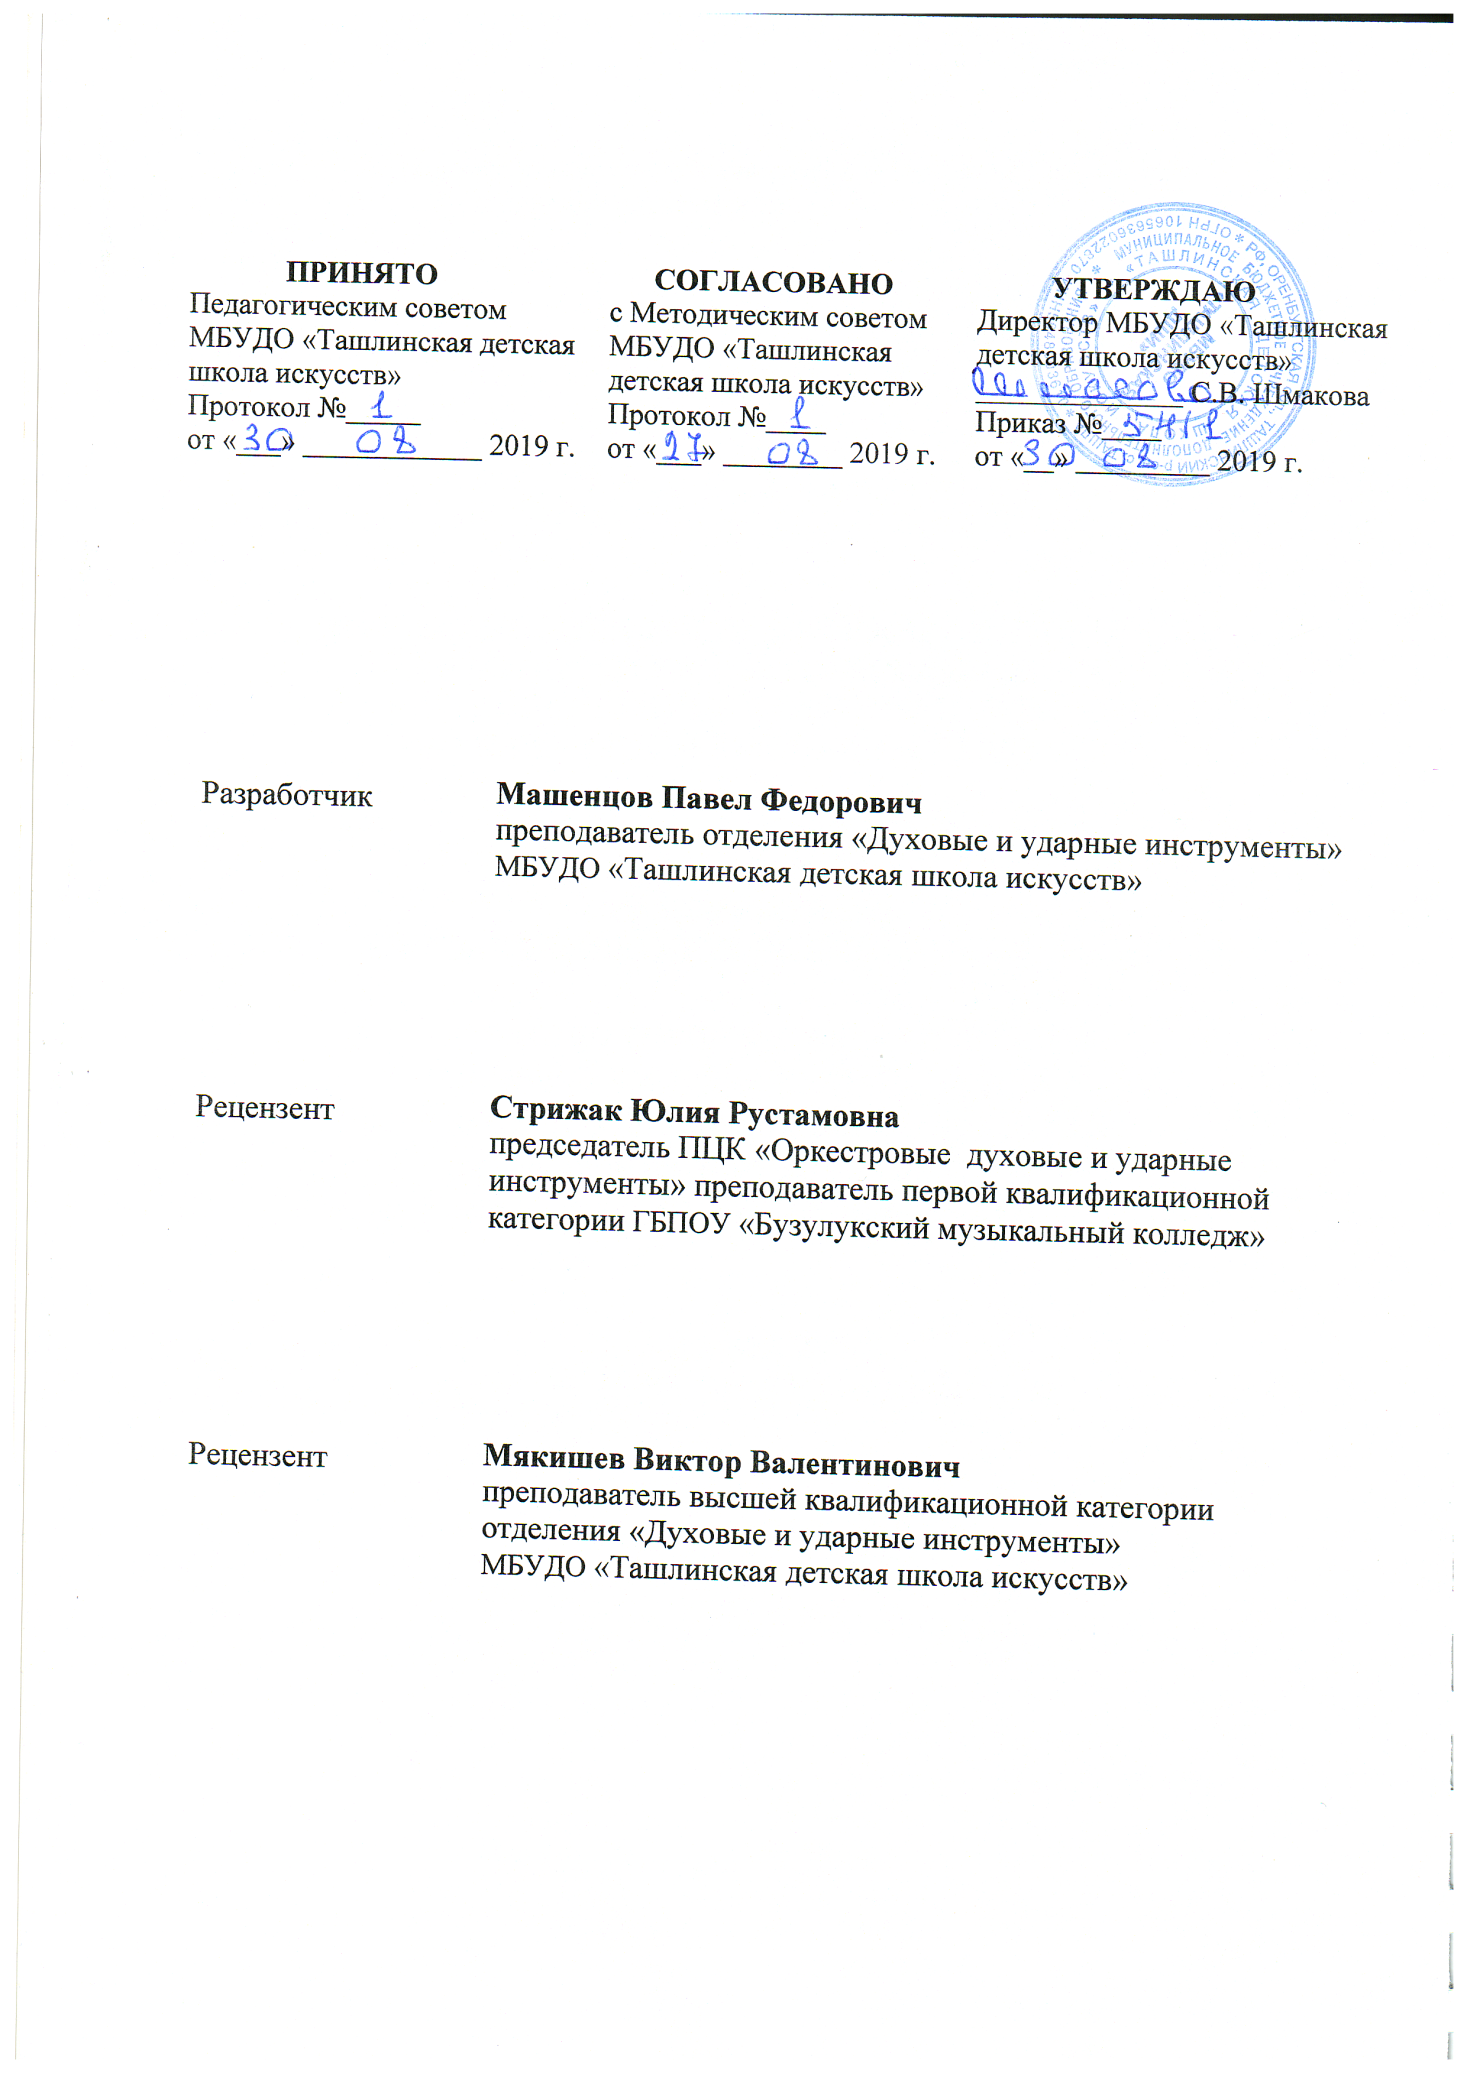 ПРИНЯТО
Педагогическим советом
МБУДО «Ташлинская детская
школа искусств»
Протокол № 1
от «30» 08 2019 г.
СОГЛАСОВАНО
с Методическим советом
МБУДО «Ташлинская
детская школа искусств»
Протокол № 1
от «27» 08 2019 г.
УТВЕРЖДАЮ
Директор МБУДО «Ташлинская
детская школа искусств»
С.В. Шмакова
Приказ №
от «30» 08 2019 г.
Разработчик
Машенцов Павел Федорович
преподаватель отделения «Духовые и ударные инструменты»
МБУДО «Ташлинская детская школа искусств»
Рецензент
Стрижак Юлия Рустамовна
председатель ПЦК «Оркестровые духовые и ударные
инструменты» преподаватель первой квалификационной
категории ГБПОУ «Бузулукский музыкальный колледж»
Рецензент
Мякишев Виктор Валентинович
преподаватель высшей квалификационной категории
отделения «Духовые и ударные инструменты»
МБУДО «Ташлинская детская школа искусств»